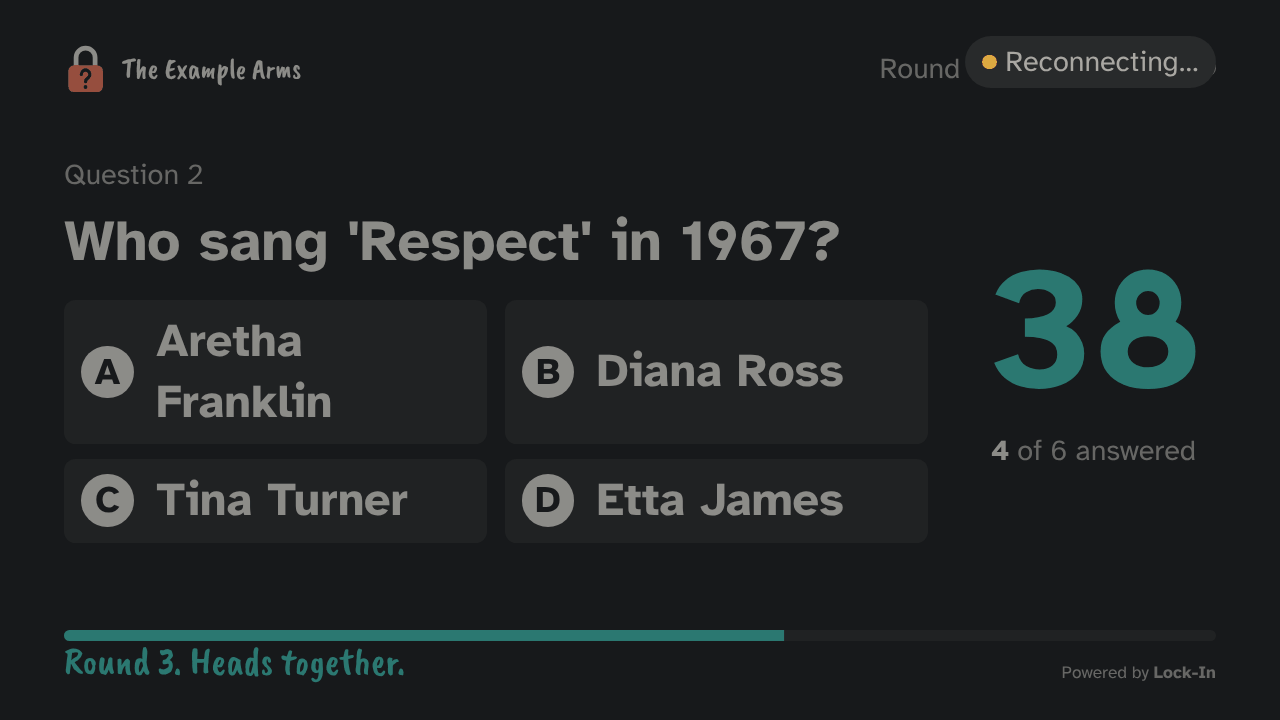 ?
The Example Arms
Round
Reconnecting...
Question 2
Who sang 'Respect' in 1967?
A
Aretha
Franklin
B
Diana Ross
C
Tina Turner
D
Etta James
38
4 of 6 answered
Round 3. Heads together.
Powered by Lock-In